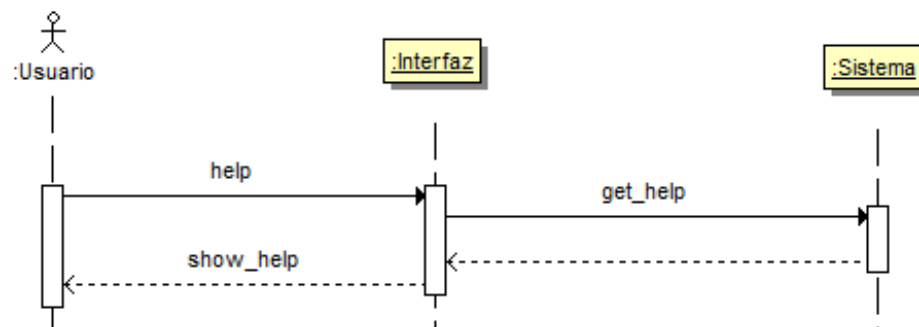 :Usuario
:Interfaz
:Sistema
help
get_help
show_help